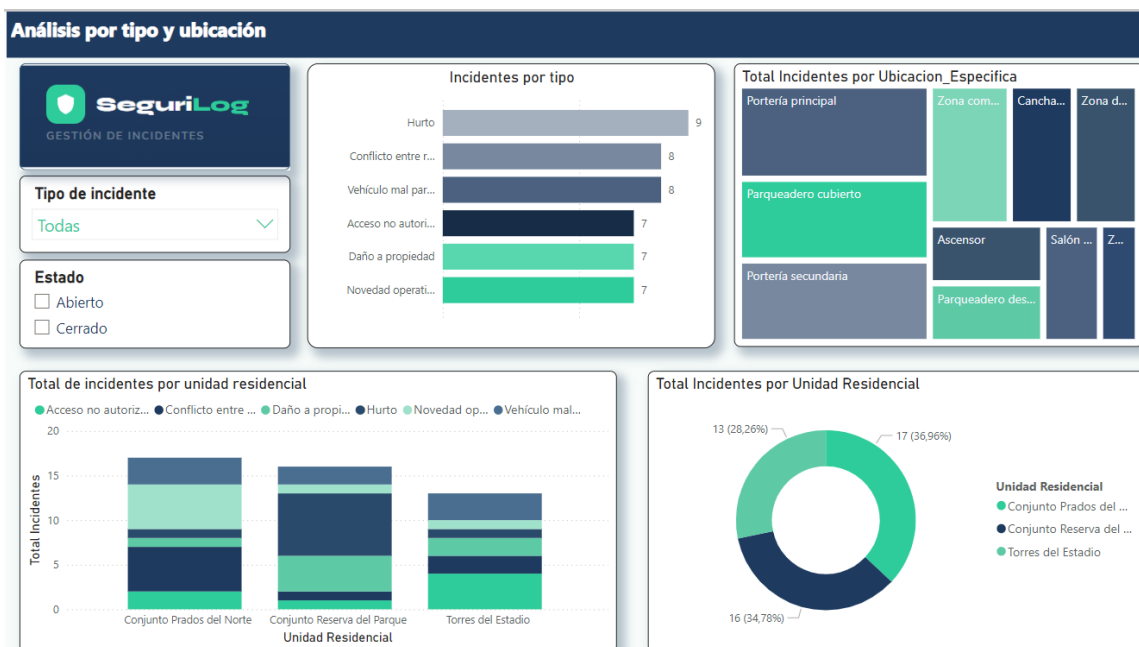 Análisis por tipo y ubicación
SeguriLog
GESTIÓN DE INCIDENTES
Tipo de incidente
Todas
Estado
Abierto
Cerrado
Incidentes por tipo
Hurto 9
Conflicto entre r... 8
Vehículo mal par... 8
Acceso no autori... 7
Daño a propiedad 7
Novedad operati... 7
Total Incidentes por Ubicacion_Especifica
Portería principal
Parqueadero cubierto
Portería secundaria
Zona com...
Cancha...
Zona d...
Ascensor
Salón ...
Z...
Parqueadero des...
Total de incidentes por unidad residencial
Acceso no autoriz... Conflicto entre ... Daño a propi... Hurto Novedad op... Vehículo mal...
Total Incidentes
20
15
10
5
0
Conjunto Prados del Norte Conjunto Reserva del Parque Torres del Estadio
Unidad Residencial
Total Incidentes por Unidad Residencial
13 (28,26%)
17 (36,96%)
16 (34,78%)
Unidad Residencial
Conjunto Prados del ...
Conjunto Reserva del ...
Torres del Estadio